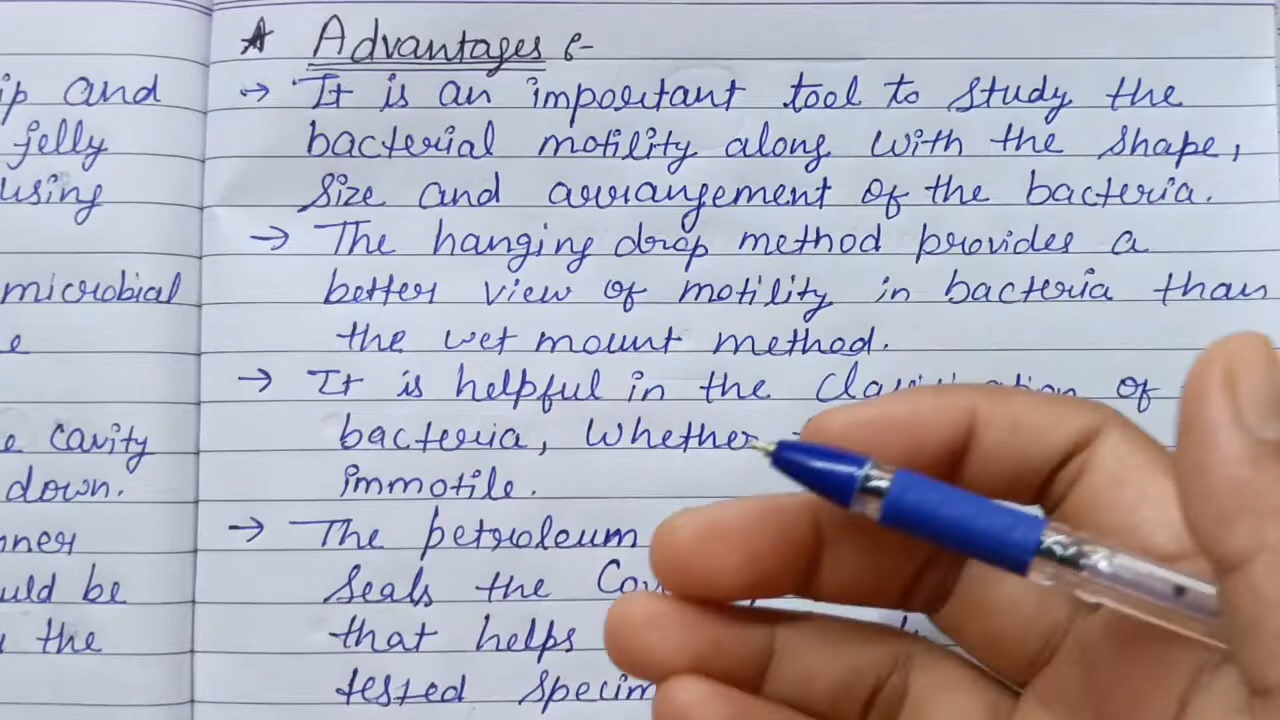 ip and
jelly
using
microbial
e
e cavity
down.
ner
uld be
the
★ Advantages :-
→ It is an important tool to study the
bacterial motility along with the shape,
size and arrangement of the bacteria.
→ The hanging drop method provides a
better view of motility in bacteria than
the wet mount method.
→ It is helpful in the of
bacteria, Whether
immotile.
→ The petroleum
seals the
that helps
tested